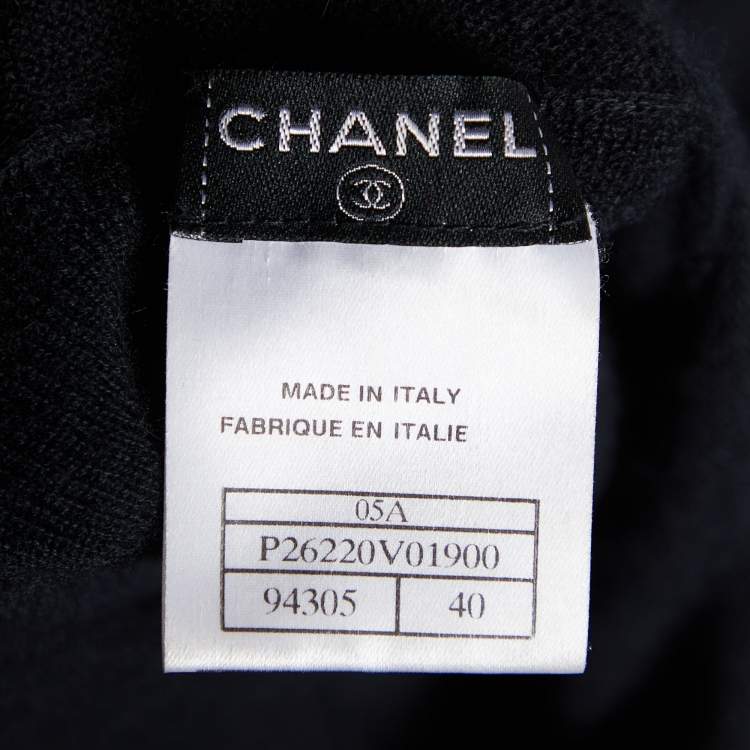 CHANEL
MADE IN ITALY
FABRIQUE EN ITALIE
05A
P26220V01900
94305 40